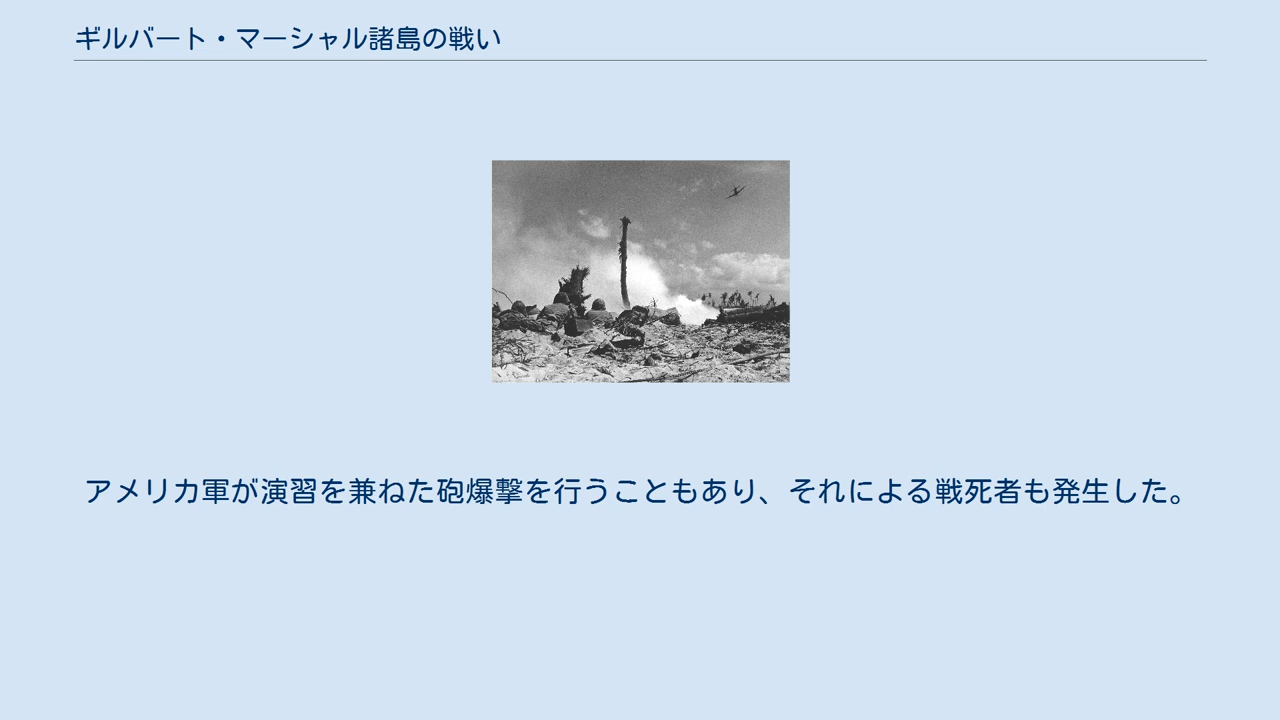 ギルバート・マーシャル諸島の戦い
アメリカ軍が演習を兼ねた砲爆撃を行うこともあり、それによる戦死者も発生した。